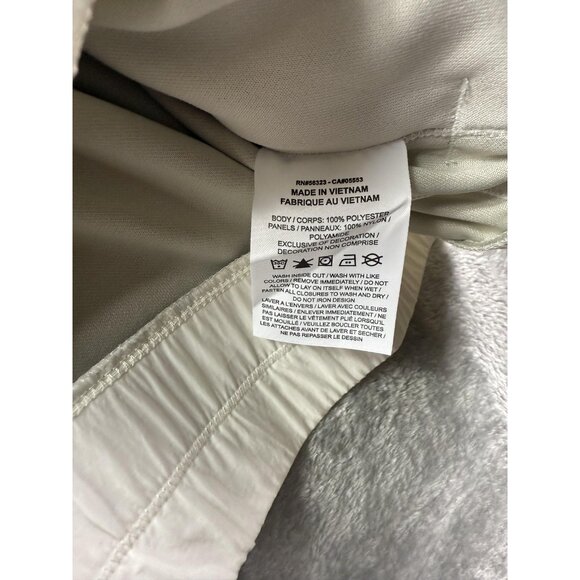 RN#56323 - CA#05553
MADE IN VIETNAM
FABRIQUE AU VIETNAM
BODY / CORPS: 100% POLYESTER
PANELS / PANNEAUX: 100% NYLON /
POLYAMIDE
EXCLUSIVE OF DECORATION /
DECORATION NON COMPRISE
WASH INSIDE OUT / WASH WITH LIKE
COLORS / REMOVE IMMEDIATELY / DO NOT
ALLOW TO LAY ON ITSELF WHEN WET /
FASTEN ALL CLOSURES TO WASH AND DRY /
DO NOT IRON DESIGN
LAVER A L'ENVERS / LAVER AVEC COULEURS
SIMILAIRES / ENLEVER IMMEDIATEMENT / NE
PAS LAISSER LE VÊTEMENT PLIÉ LORSQU'IL
EST MOUILLÉ / VEUILLEZ BOUCLER TOUTES
LES ATTACHES AVANT DE LAVER ET SECHER /
NE PAS REPASSER LE DESSIN